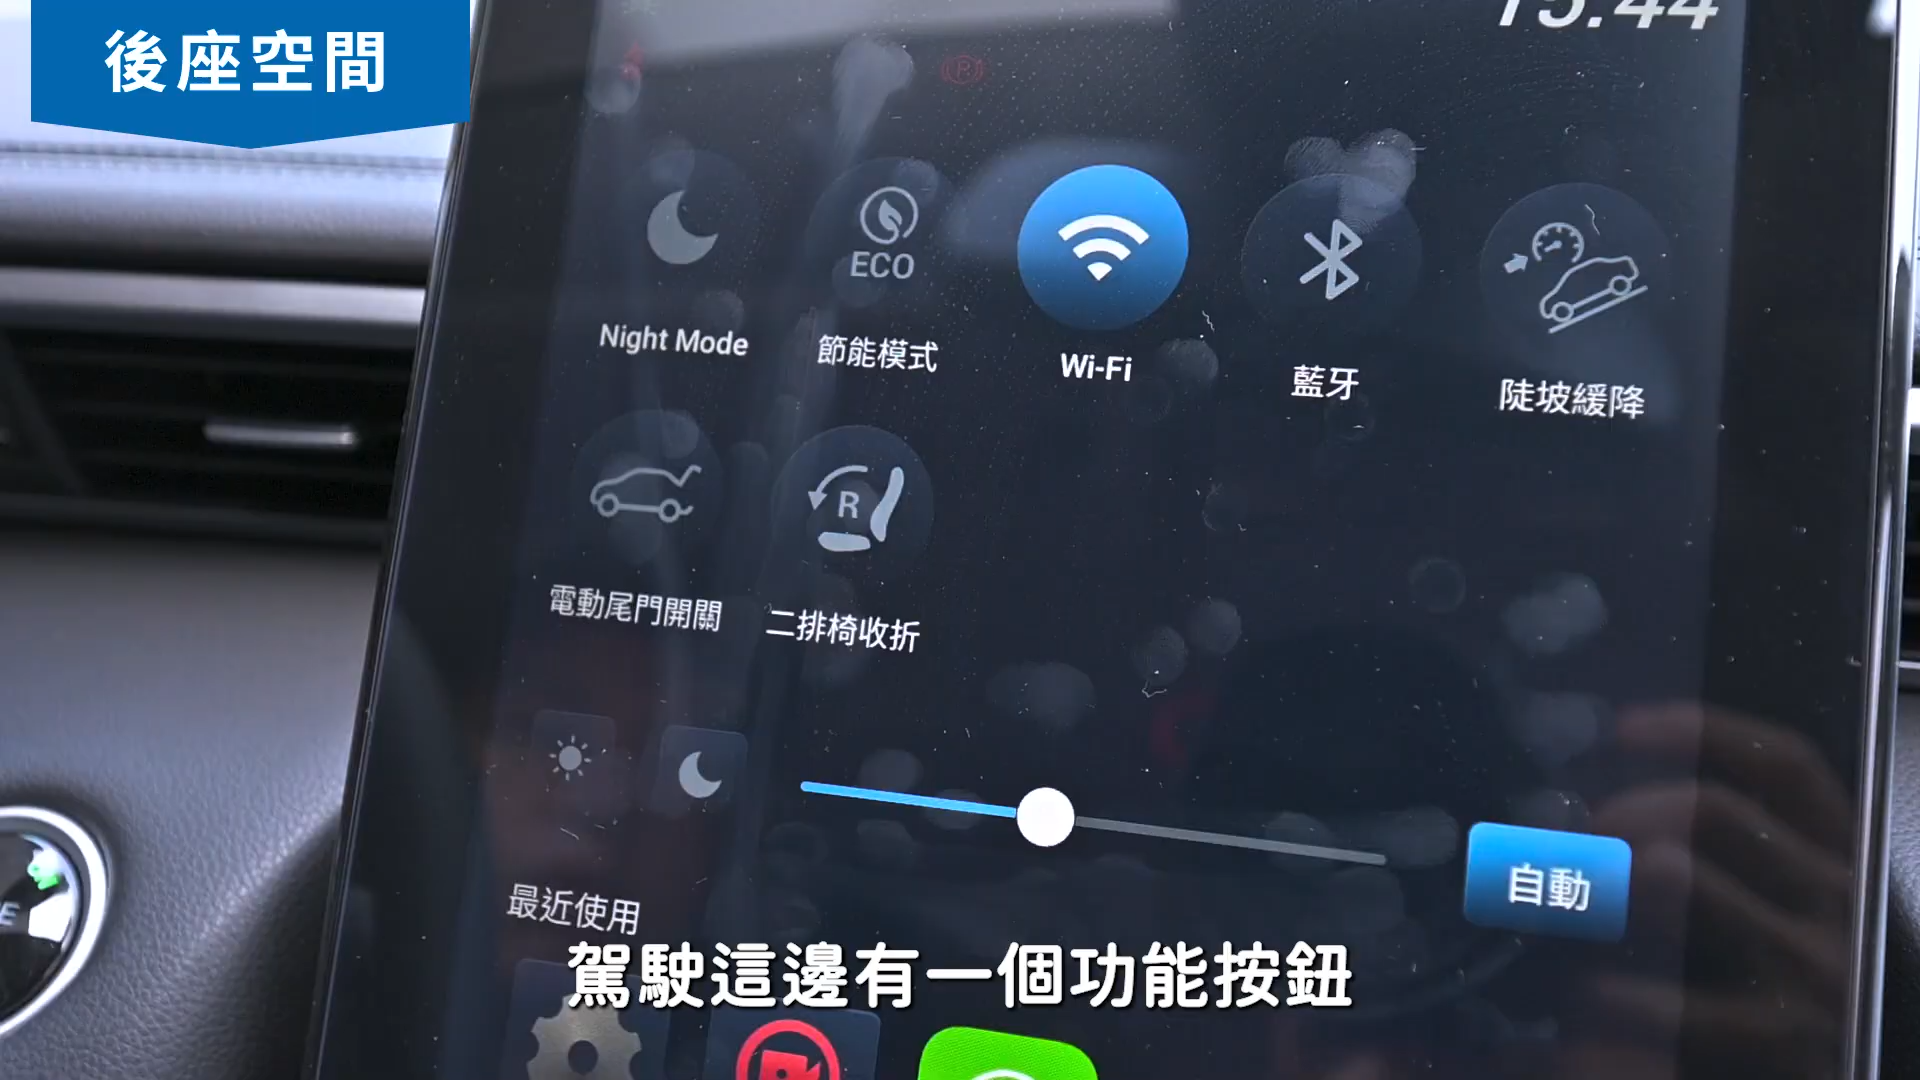 後座空間
15:44
Night Mode
ECO
節能模式
Wi-Fi
藍牙
陡坡緩降
電動尾門開關
R
二排椅收折
自動
最近使用
駕駛這邊有一個功能按鈕